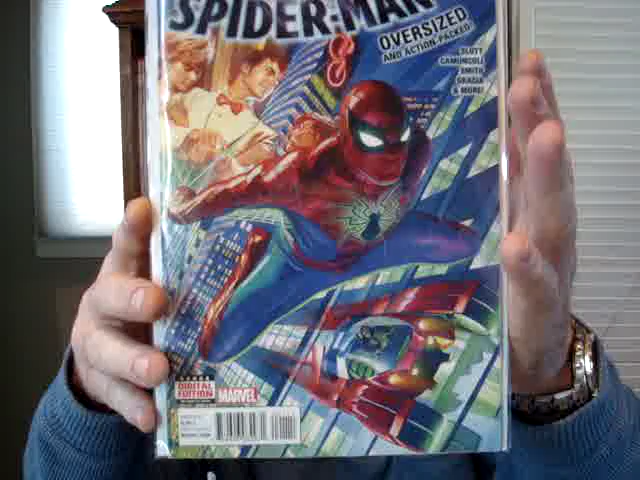 SPIDER-MAN
OVERSIZED
AND ACTION-PACKED
SLOTT
CAMUNCOLI
SMITH
GRACIA
& MORE!
DIGITAL
EDITION
MARVEL